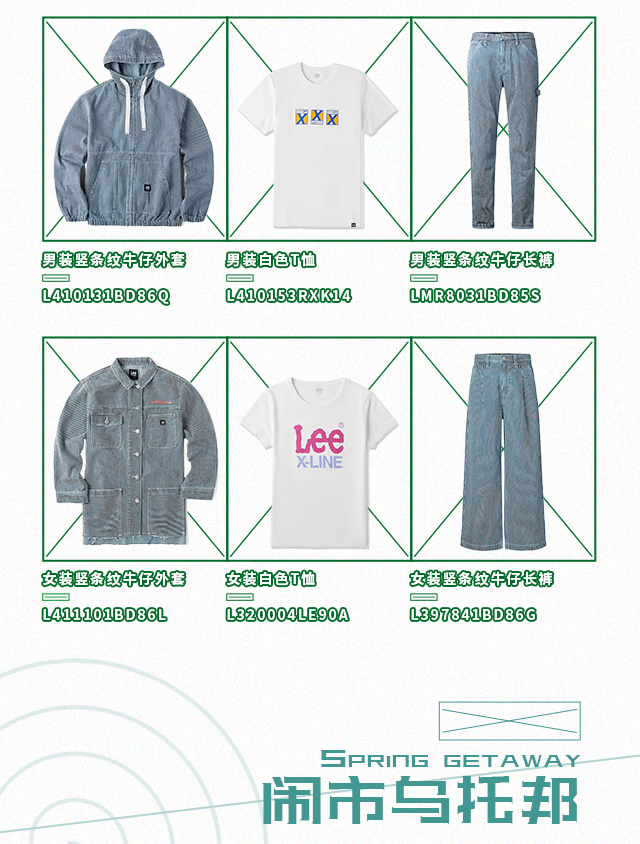 XXX
男装竖条纹牛仔外套
男装白色T恤
男装竖条纹牛仔长裤
L410131BD86Q
L410153RXK14
LMR8031BD85S
Lee
Lee®
X-LINE
女装竖条纹牛仔外套
女装白色T恤
女装竖条纹牛仔长裤
L411101BD86L
L320004LE90A
L397841BD86G
SPRING GETAWAY
闹市乌托邦